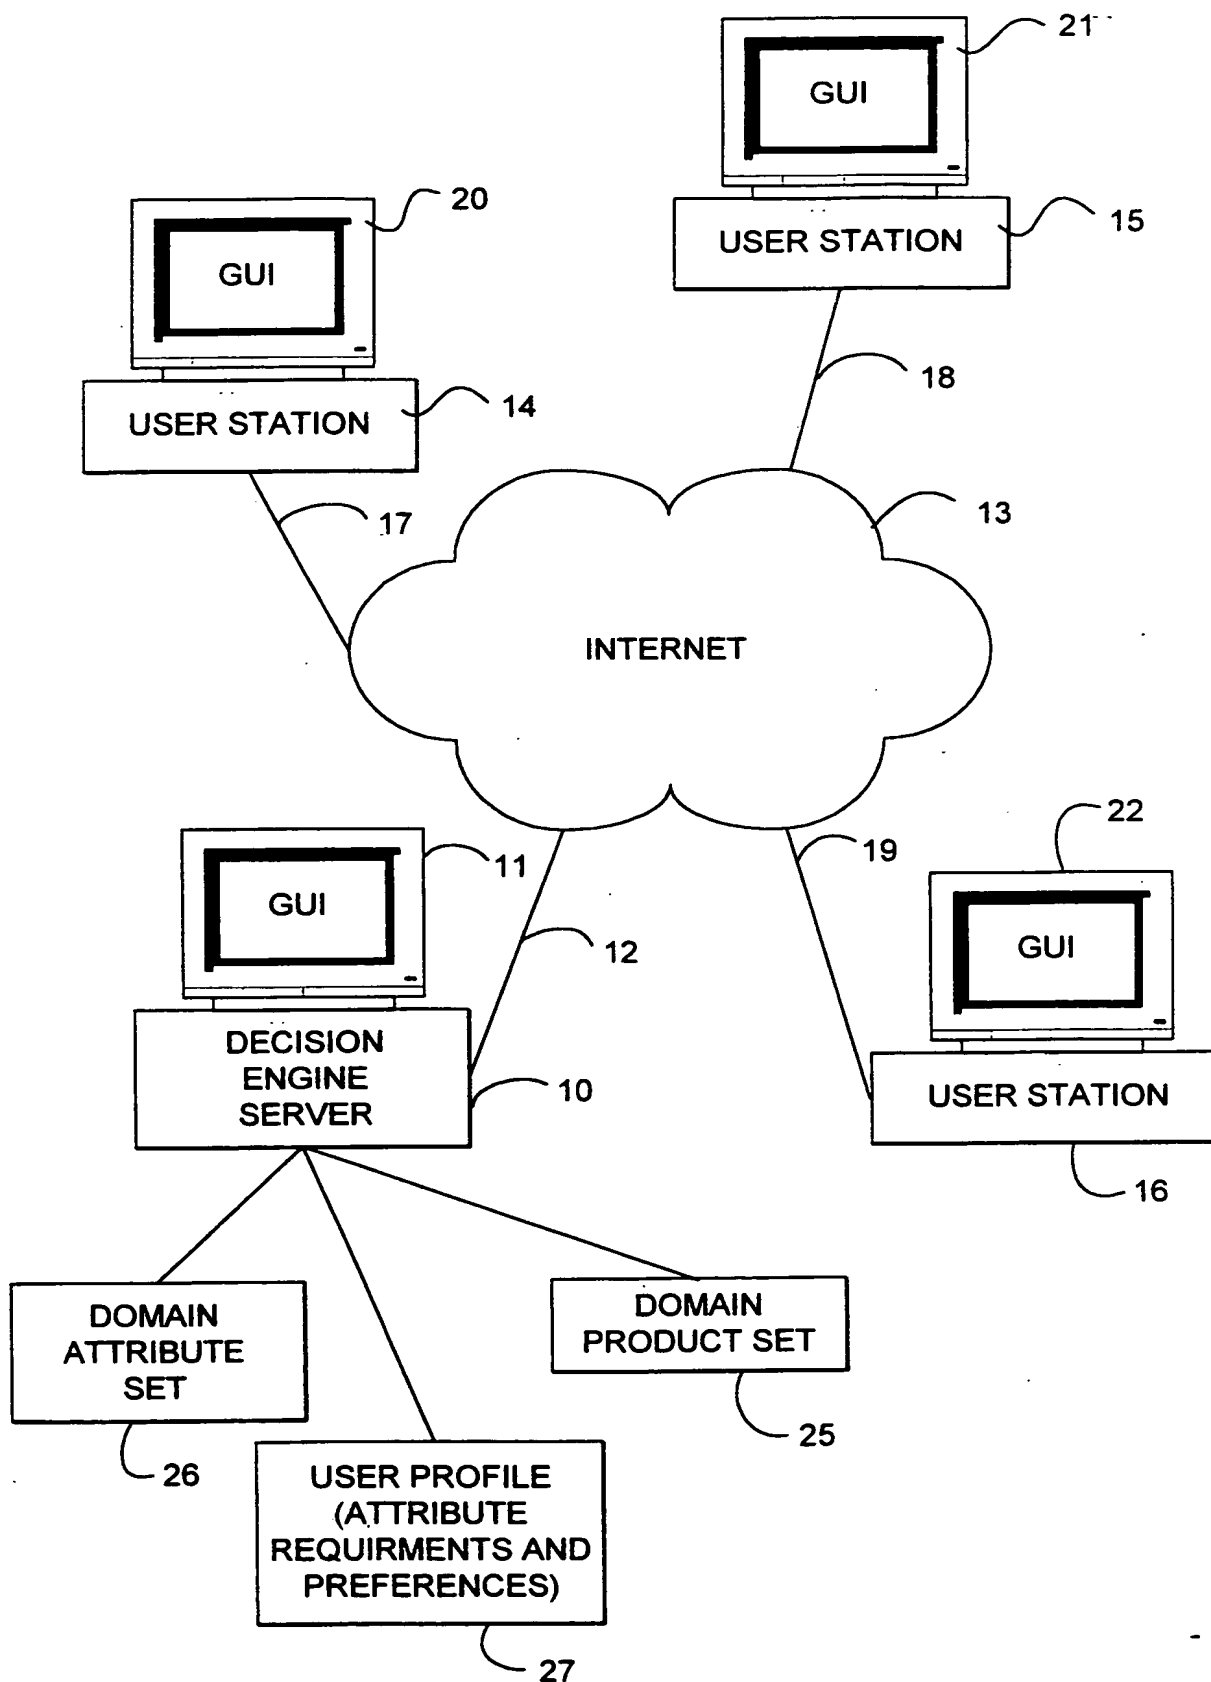 21
GUI
USER STATION
15
20
GUI
USER STATION
14
18
17
13
INTERNET
22
11
GUI
19
12
GUI
DECISION
ENGINE
SERVER
10
USER STATION
16
DOMAIN
ATTRIBUTE
SET
DOMAIN
PRODUCT SET
25
26
USER PROFILE
(ATTRIBUTE
REQUIRMENTS AND
PREFERENCES)
27